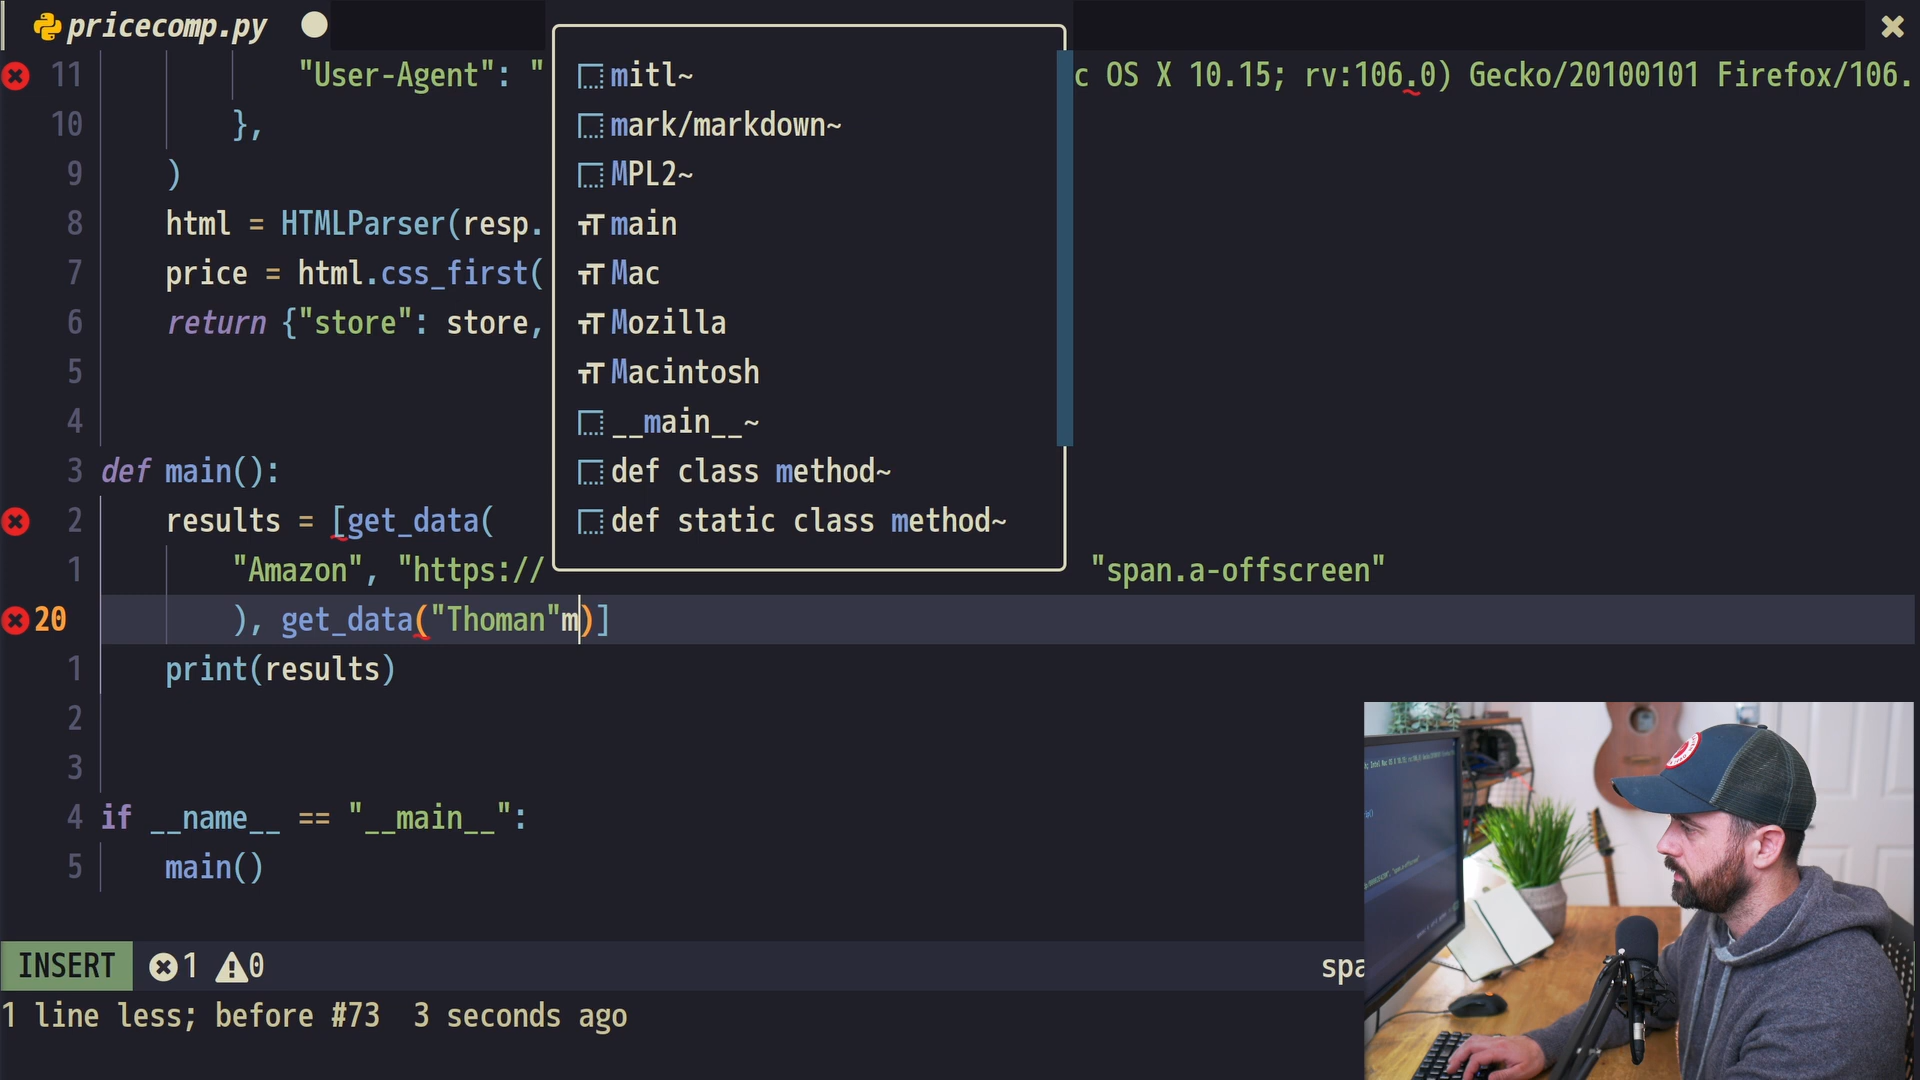 pricecomp.py
11 "User-Agent": " c OS X 10.15; rv:106.0) Gecko/20100101 Firefox/106.
10 },
9 )
8 html = HTMLParser(resp.
7 price = html.css_first(
6 return {"store": store,
5
4
3 def main():
2 results = [get_data(
1 "Amazon", "https:// "span.a-offscreen"
20 ), get_data("Thoman"m)]
1 print(results)
2
3
4 if __name__ == "__main__":
5 main()
mitl~
mark/markdown~
MPL2~
main
Mac
Mozilla
Macintosh
__main__~
def class method~
def static class method~
INSERT 1 0 spa
1 line less; before #73 3 seconds ago